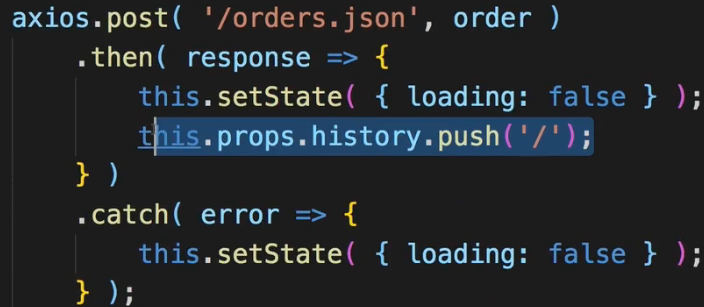 axios.post( '/orders.json', order )
.then( response => {
this.setState( { loading: false } );
this.props.history.push('/');
} )
.catch( error => {
this.setState( { loading: false } );
} );